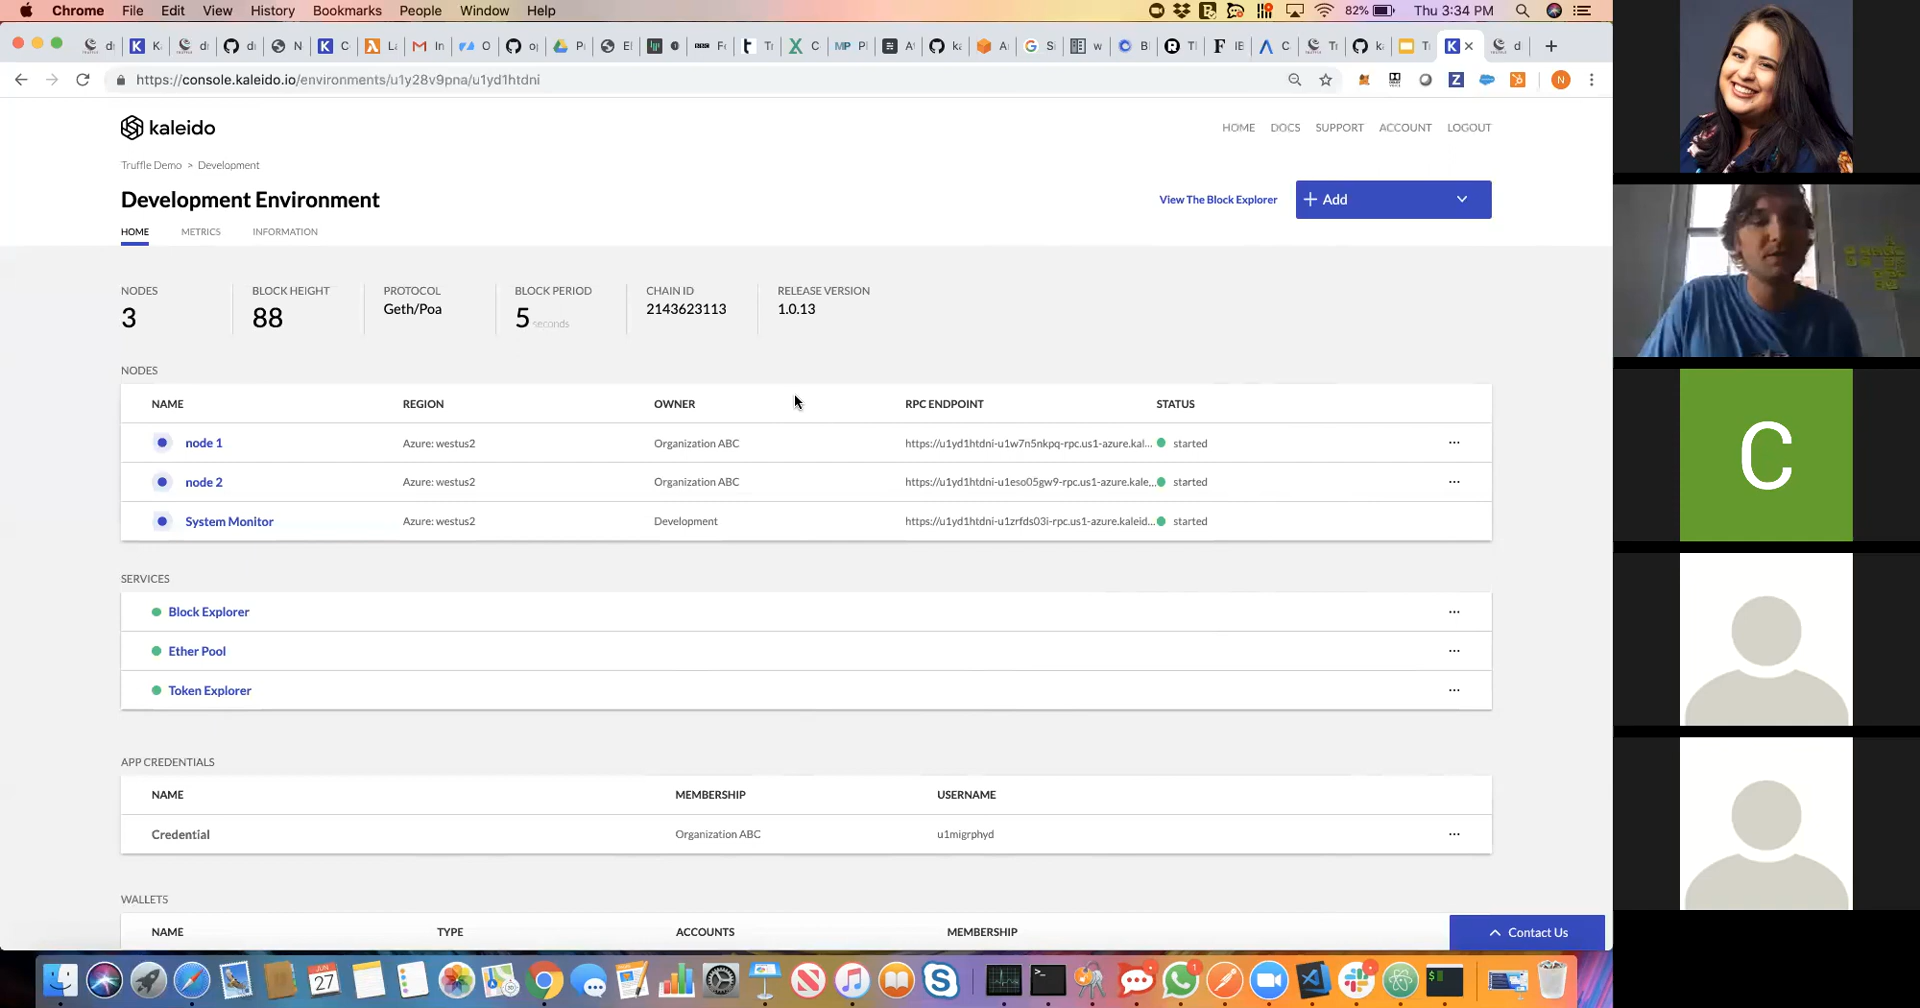 Chrome File Edit View History Bookmarks People Window Help 82% Thu 3:34 PM
https://console.kaleido.io/environments/u1y28v9pna/u1yd1htdni
N
kaleido
HOME DOCS SUPPORT ACCOUNT LOGOUT
Truffle Demo > Development
Development Environment
View The Block Explorer
+ Add
HOME METRICS INFORMATION
NODES BLOCK HEIGHT PROTOCOL BLOCK PERIOD CHAIN ID RELEASE VERSION
3 88 Geth/Poa 5 seconds 2143623113 1.0.13
NODES
NAME REGION OWNER RPC ENDPOINT STATUS
node 1 Azure: westus2 Organization ABC https://u1yd1htdni-u1w7n5nkpq-rpc.us1-azure.kal... started ...
node 2 Azure: westus2 Organization ABC https://u1yd1htdni-u1eso05gw9-rpc.us1-azure.kale... started ...
System Monitor Azure: westus2 Development https://u1yd1htdni-u1zrfds03i-rpc.us1-azure.kaleid... started
SERVICES
Block Explorer ...
Ether Pool ...
Token Explorer ...
APP CREDENTIALS
NAME MEMBERSHIP USERNAME
Credential Organization ABC u1migrphyd ...
WALLETS
NAME TYPE ACCOUNTS MEMBERSHIP
Contact Us
C
JUN
27